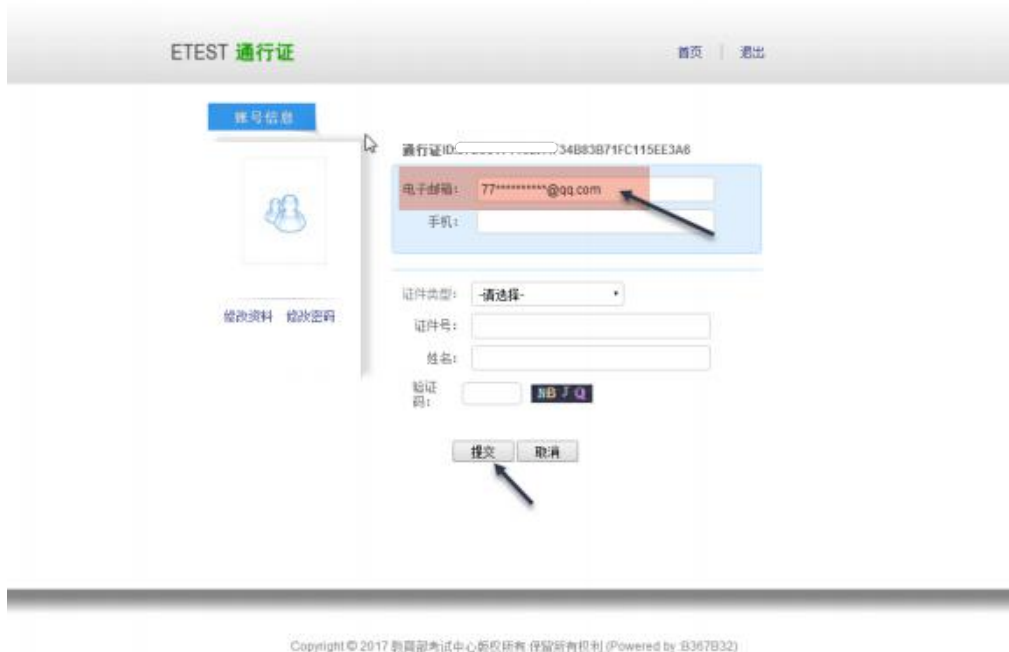 ETEST 通行证
首页 | 退出
账号信息
通行证ID: 34B83B71FC115EE3A6
电子邮箱： 77**********@qq.com
手机：
修改资料 修改密码
证件类型： -请选择-
证件号：
姓名：
验证码： NBJQ
提交 取消
Copyright © 2017 教育部考试中心版权所有 保留所有权利 (Powered by :B367B32)